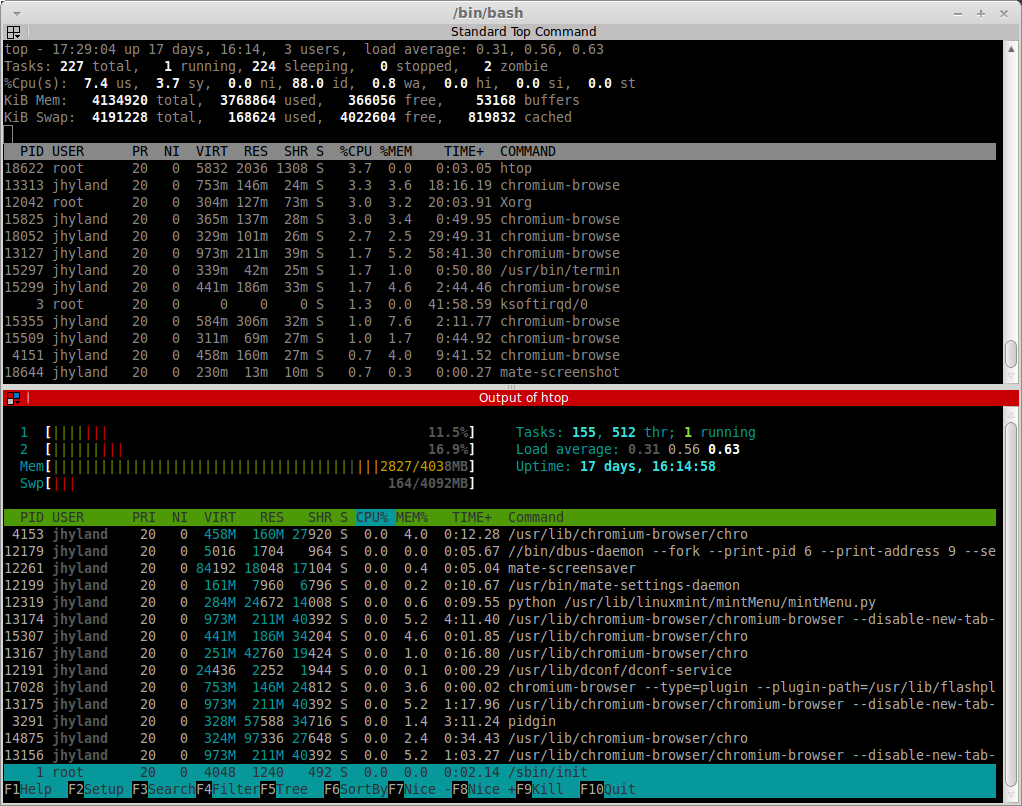 /bin/bash
Standard Top Command
top - 17:29:04 up 17 days, 16:14,  3 users,  load average: 0.31, 0.56, 0.63
Tasks: 227 total,   1 running, 224 sleeping,   0 stopped,   2 zombie
%Cpu(s):  7.4 us,  3.7 sy,  0.0 ni, 88.0 id,  0.8 wa,  0.0 hi,  0.0 si,  0.0 st
KiB Mem:   4134920 total,  3768864 used,   366056 free,    53168 buffers
KiB Swap:  4191228 total,   168624 used,  4022604 free,   819832 cached
  PID USER      PR  NI  VIRT  RES  SHR S  %CPU %MEM    TIME+  COMMAND
18622 root      20   0  5832 2036 1308 S   3.7  0.0   0:03.05 htop
13313 jhyland   20   0  753m 146m  24m S   3.3  3.6  18:16.19 chromium-browse
12042 root      20   0  304m 127m  73m S   3.0  3.2  20:03.91 Xorg
15825 jhyland   20   0  365m 137m  28m S   3.0  3.4   0:49.95 chromium-browse
18052 jhyland   20   0  329m 101m  26m S   2.7  2.5  29:49.31 chromium-browse
13127 jhyland   20   0  973m 211m  39m S   1.7  5.2  58:41.30 chromium-browse
15297 jhyland   20   0  339m  42m  25m S   1.7  1.0   0:50.80 /usr/bin/termin
15299 jhyland   20   0  441m 186m  33m S   1.7  4.6   2:44.46 chromium-browse
    3 root      20   0     0    0    0 S   1.3  0.0  41:58.59 ksoftirqd/0
15355 jhyland   20   0  584m 306m  32m S   1.0  7.6   2:11.77 chromium-browse
15509 jhyland   20   0  311m  69m  27m S   1.0  1.7   0:44.92 chromium-browse
 4151 jhyland   20   0  458m 160m  27m S   0.7  4.0   9:41.52 chromium-browse
18644 jhyland   20   0  230m  13m  10m S   0.7  0.3   0:00.27 mate-screenshot
Output of htop
1  [|||||||                                        11.5%]     Tasks: 155, 512 thr; 1 running
2  [|||||||||                                      16.9%]     Load average: 0.31 0.56 0.63
Mem[|||||||||||||||||||||||||||||||||||||||||2827/4038MB]     Uptime: 17 days, 16:14:58
Swp[|||                                       164/4092MB]
  PID USER      PRI  NI  VIRT   RES   SHR S CPU% MEM%   TIME+  Command
 4153 jhyland    20   0  458M  160M 27920 S  0.0  4.0  0:12.28 /usr/lib/chromium-browser/chro
12179 jhyland    20   0  5016  1704   964 S  0.0  0.0  0:05.67 //bin/dbus-daemon --fork --print-pid 6 --print-address 9 --se
12261 jhyland    20   0 84192 18048 17104 S  0.0  0.4  0:05.04 mate-screensaver
12199 jhyland    20   0  161M  7960  6796 S  0.0  0.2  0:10.67 /usr/bin/mate-settings-daemon
12319 jhyland    20   0  284M 24672 14008 S  0.0  0.6  0:09.55 python /usr/lib/linuxmint/mintMenu/mintMenu.py
13174 jhyland    20   0  973M  211M 40392 S  0.0  5.2  4:11.40 /usr/lib/chromium-browser/chromium-browser --disable-new-tab-
15307 jhyland    20   0  441M  186M 34204 S  0.0  4.6  0:01.85 /usr/lib/chromium-browser/chro
13167 jhyland    20   0  251M 42760 19424 S  0.0  1.0  0:16.80 /usr/lib/chromium-browser/chro
12191 jhyland    20   0 24436  2252  1944 S  0.0  0.1  0:00.29 /usr/lib/dconf/dconf-service
17028 jhyland    20   0  753M  146M 24812 S  0.0  3.6  0:00.02 chromium-browser --type=plugin --plugin-path=/usr/lib/flashpl
13175 jhyland    20   0  973M  211M 40392 S  0.0  5.2  1:17.96 /usr/lib/chromium-browser/chromium-browser --disable-new-tab-
 3291 jhyland    20   0  328M 57588 34716 S  0.0  1.4  3:11.24 pidgin
14875 jhyland    20   0  324M 97336 27648 S  0.0  2.4  0:34.43 /usr/lib/chromium-browser/chro
13156 jhyland    20   0  973M  211M 40392 S  0.0  5.2  1:03.27 /usr/lib/chromium-browser/chromium-browser --disable-new-tab-
    1 root       20   0  4048  1240   492 S  0.0  0.0  0:02.14 /sbin/init
F1Help  F2Setup F3SearchF4FilterF5Tree  F6SortByF7Nice -F8Nice +F9Kill  F10Quit